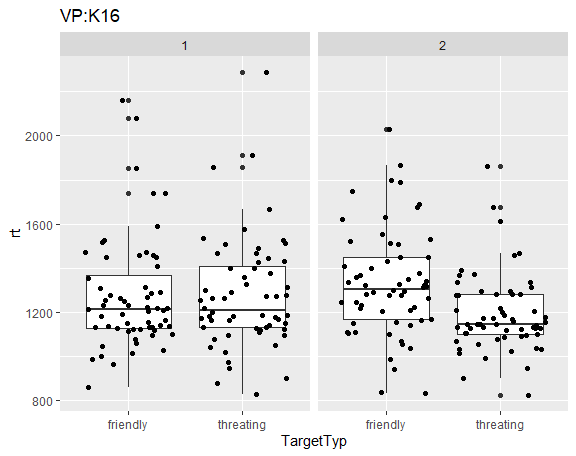 VP:K16
1 2
rt
2000
1600
1200
800
friendly threating friendly threating
TargetTyp